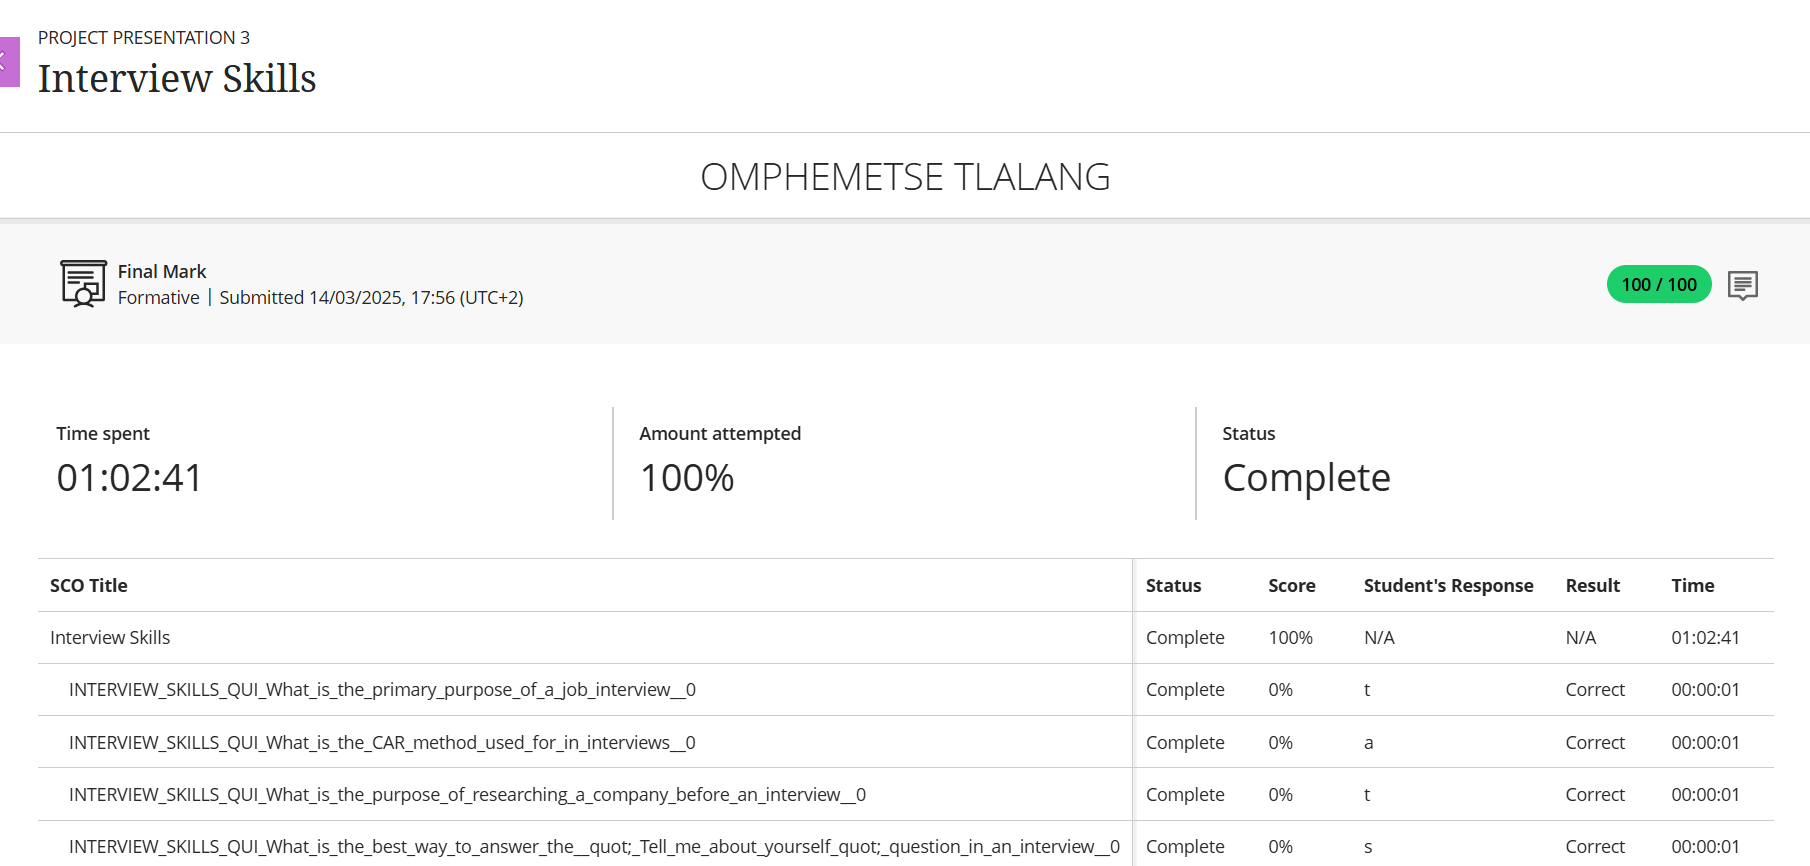 PROJECT PRESENTATION 3
Interview Skills
OMPHEMETSE TLALANG
Final Mark
Formative | Submitted 14/03/2025, 17:56 (UTC+2)
100 / 100
Time spent
01:02:41
Amount attempted
100%
Status
Complete
SCO Title Status Score Student's Response Result Time
Interview Skills Complete 100% N/A N/A 01:02:41
INTERVIEW_SKILLS_QUI_What_is_the_primary_purpose_of_a_job_interview__0 Complete 0% t Correct 00:00:01
INTERVIEW_SKILLS_QUI_What_is_the_CAR_method_used_for_in_interviews__0 Complete 0% a Correct 00:00:01
INTERVIEW_SKILLS_QUI_What_is_the_purpose_of_researching_a_company_before_an_interview__0 Complete 0% t Correct 00:00:01
INTERVIEW_SKILLS_QUI_What_is_the_best_way_to_answer_the__quot;_Tell_me_about_yourself_quot;_question_in_an_interview__0 Complete 0% s Correct 00:00:01